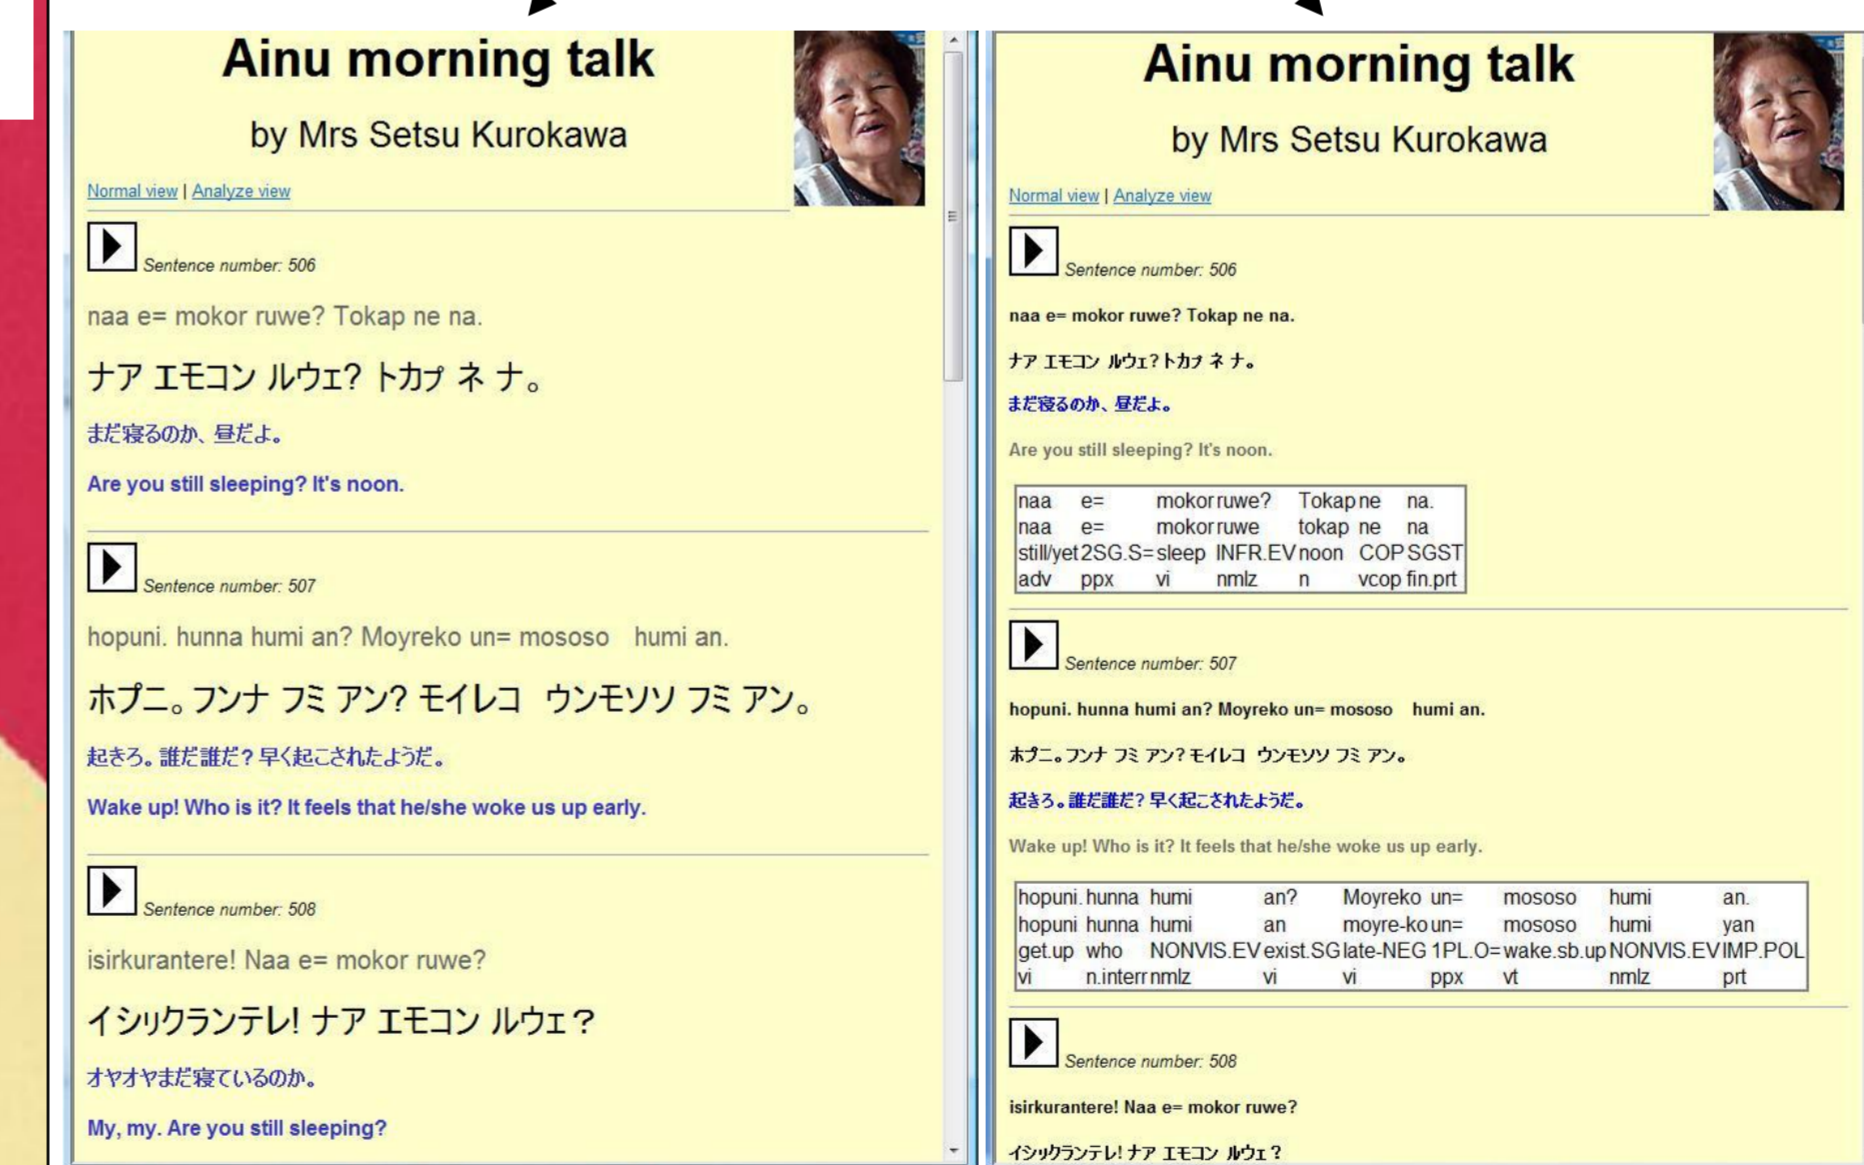 Ainu morning talk
by Mrs Setsu Kurokawa
Normal view | Analyze view
Sentence number: 506
naa e= mokor ruwe? Tokap ne na.
ナア エモコン ルウェ? トカㇷ゚ ネ ナ。
まだ寝るのか、昼だよ。
Are you still sleeping? It's noon.
Sentence number: 507
hopuni. hunna humi an? Moyreko un= mososo　humi an.
ホプニ。フンナ フミ アン? モイレコ　ウンモソソ フミ アン。
起きろ。誰だ誰だ? 早く起こされたようだ。
Wake up! Who is it? It feels that he/she woke us up early.
Sentence number: 508
isirkurantere! Naa e= mokor ruwe?
イシㇼクランテレ! ナア エモコン ルウェ?
オヤオヤまだ寝ているのか。
My, my. Are you still sleeping?
Ainu morning talk
by Mrs Setsu Kurokawa
Normal view | Analyze view
Sentence number: 506
naa e= mokor ruwe? Tokap ne na.
ナア エモコン ルウェ? トカㇷ゚ ネ ナ。
まだ寝るのか、昼だよ。
Are you still sleeping? It's noon.
naa e= mokor ruwe? Tokap ne na.
naa e= mokor ruwe tokap ne na
still/yet 2SG.S= sleep INFR.EV noon COP SGST
adv ppx vi nmlz n vcop fin.prt
Sentence number: 507
hopuni. hunna humi an? Moyreko un= mososo　humi an.
ホプニ。フンナ フミ アン? モイレコ　ウンモソソ フミ アン。
起きろ。誰だ誰だ? 早く起こされたようだ。
Wake up! Who is it? It feels that he/she woke us up early.
hopuni. hunna humi an? Moyreko un= mososo humi an.
hopuni hunna humi an moyre-ko un= mososo humi yan
get.up who NONVIS.EV exist.SG late-NEG 1PL.O= wake.sb.up NONVIS.EV IMP.POL
vi n.interr nmlz vi vi ppx vt nmlz prt
Sentence number: 508
isirkurantere! Naa e= mokor ruwe?
イシㇼクランテレ! ナア エモコン ルウェ?